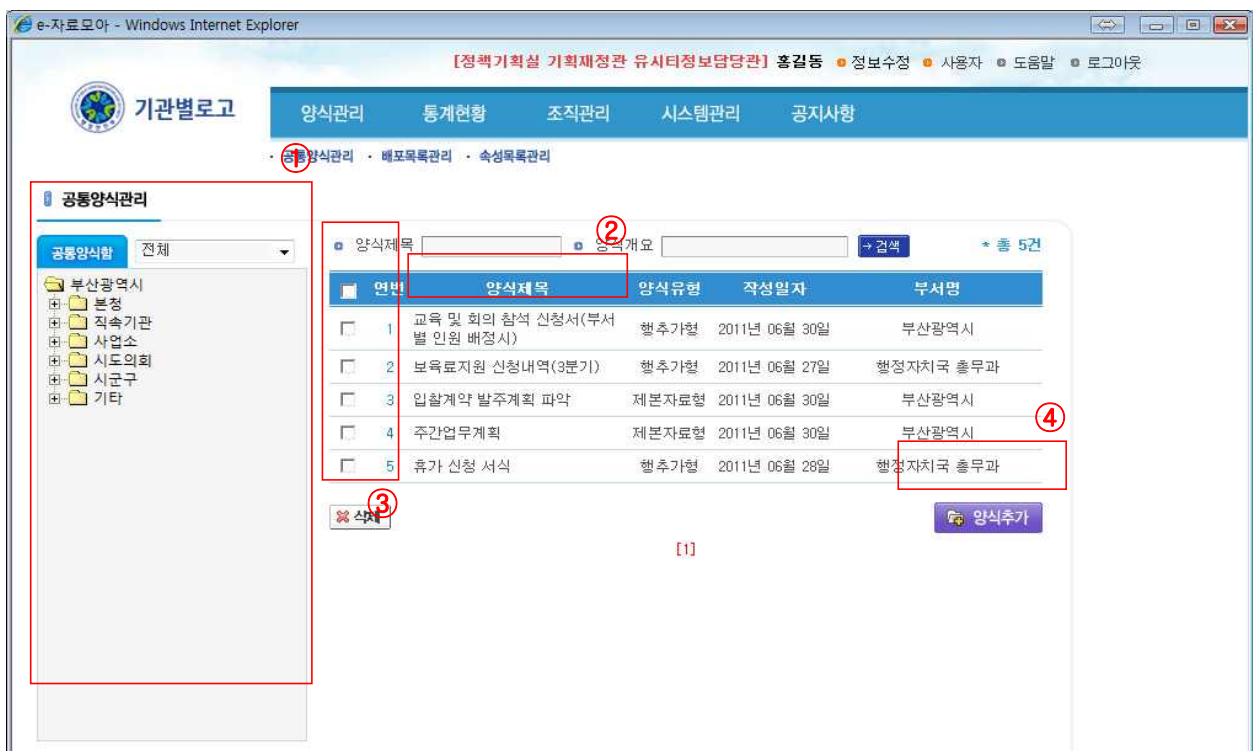 e-자료모아 - Windows Internet Explorer
[정책기획실 기획재정관 유시티정보담당관] 홍길동 정보수정 사용자 도움말 로그아웃
기관별로고
양식관리 통계현황 조직관리 시스템관리 공지사항
· 공통양식관리 · 배포목록관리 · 속성목록관리
①
공통양식관리
②
공통양식함 전체
양식제목 양식개요 검색 * 총 5건
부산광역시
본청
직속기관
사업소
시도의회
시군구
기타
연번 양식제목 양식유형 작성일자 부서명
1 교육 및 회의 참석 신청서(부서별 인원 배정시) 행추가형 2011년 06월 30일 부산광역시
2 보육료지원 신청내역(3분기) 행추가형 2011년 06월 27일 행정자치국 총무과
3 입찰계약 발주계획 파악 제본자료형 2011년 06월 30일 부산광역시
4 주간업무계획 제본자료형 2011년 06월 30일 부산광역시
④
5 휴가 신청 서식 행추가형 2011년 06월 28일 행정자치국 총무과
③
삭제 양식추가
[1]